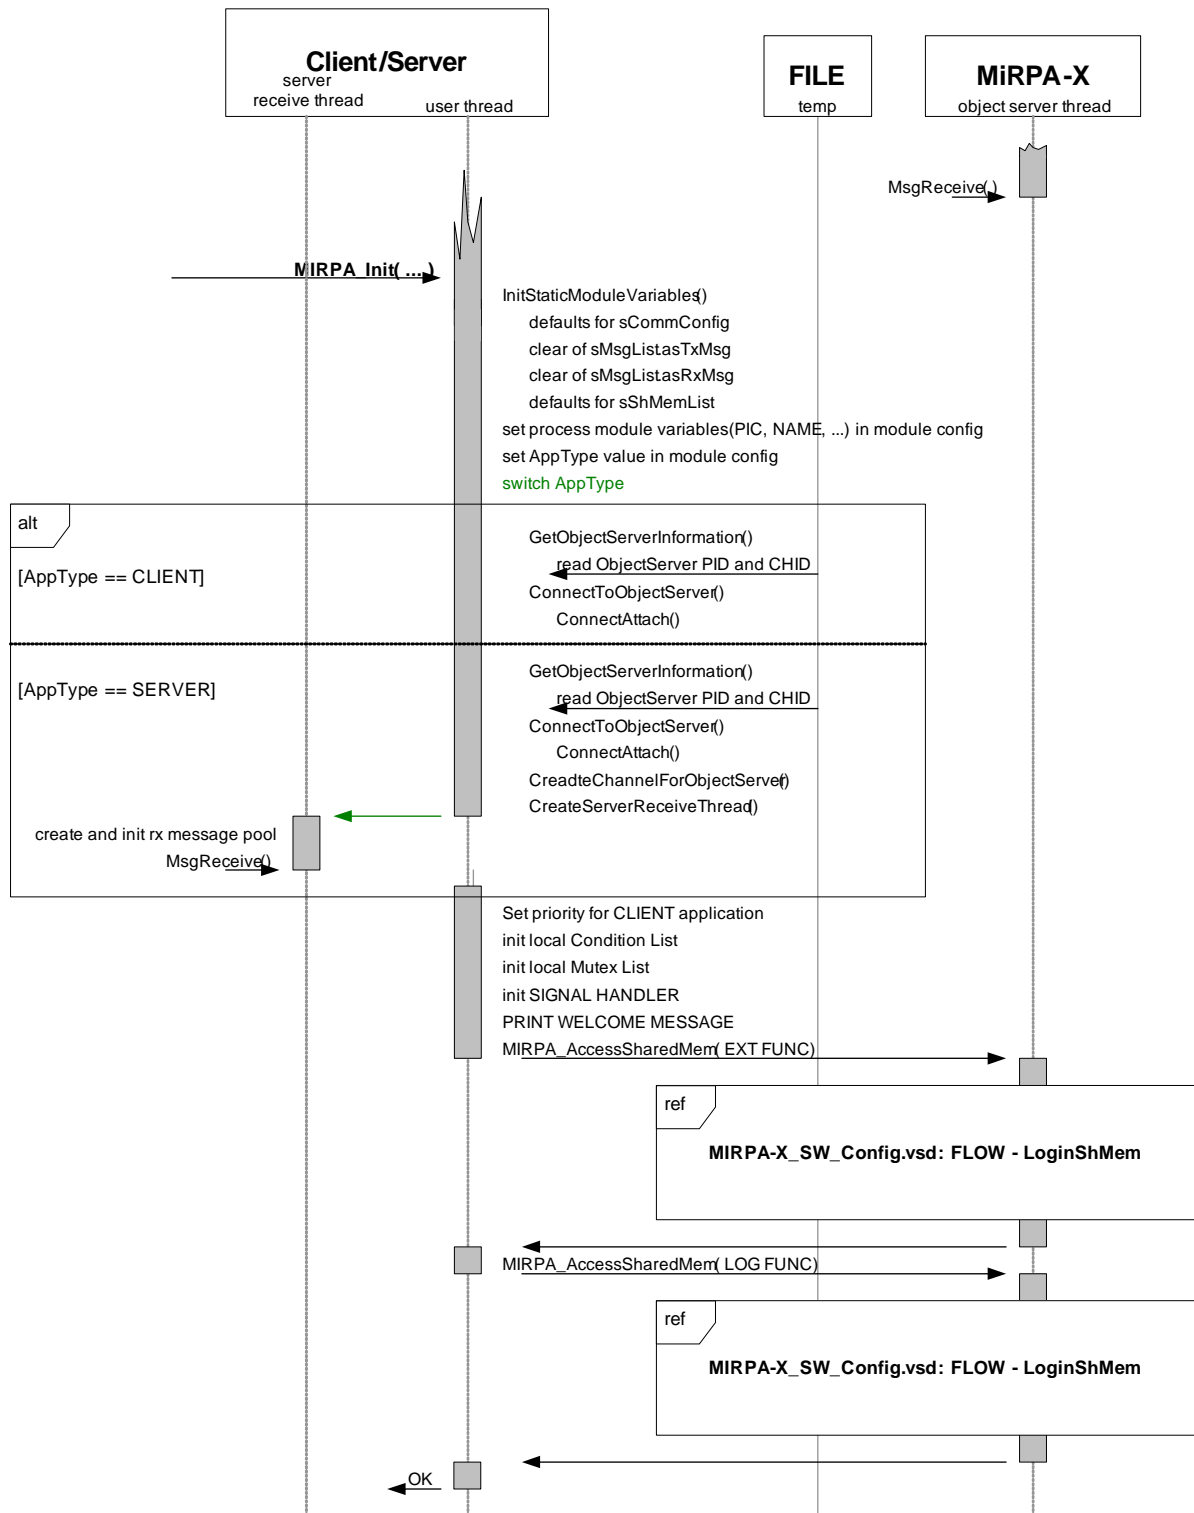 Client/Server
server
receive thread
user thread
FILE
temp
MiRPA-X
object server thread
MsgReceive( )
MIRPA_Init( ... )
InitStaticModuleVariables()
defaults for sCommConfig
clear of sMsgList.asTxMsg
clear of sMsgList.asRxMsg
defaults for sShMemList
set process module variables(PIC, NAME, ...) in module config
set AppType value in module config
switch AppType
alt
[AppType == CLIENT]
GetObjectServerInformation()
read ObjectServer PID and CHID
ConnectToObjectServer()
ConnectAttach()
[AppType == SERVER]
GetObjectServerInformation()
read ObjectServer PID and CHID
ConnectToObjectServer()
ConnectAttach()
CreadteChannelForObjectServer()
CreateServerReceiveThread()
create and init rx message pool
MsgReceive()
Set priority for CLIENT application
init local Condition List
init local Mutex List
init SIGNAL HANDLER
PRINT WELCOME MESSAGE
MIRPA_AccessSharedMem( EXT FUNC)
ref
MIRPA-X_SW_Config.vsd: FLOW - LoginShMem
MIRPA_AccessSharedMem( LOG FUNC)
ref
MIRPA-X_SW_Config.vsd: FLOW - LoginShMem
OK